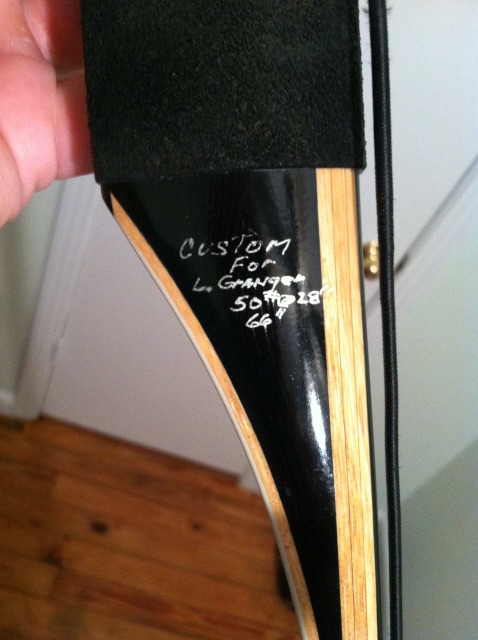 CUSTOM
For
L. Granger
50# @ 28"
66"